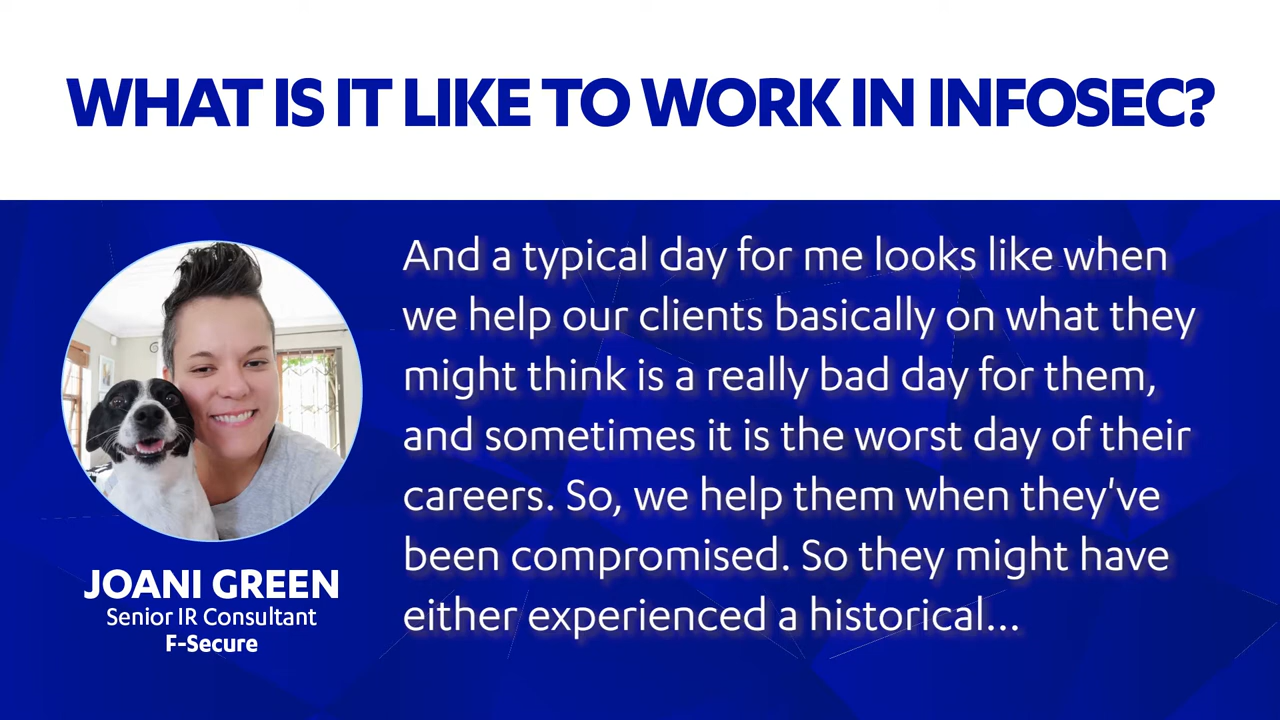 WHAT IS IT LIKE TO WORK IN INFOSEC?
And a typical day for me looks like when
we help our clients basically on what they
might think is a really bad day for them,
and sometimes it is the worst day of their
careers. So, we help them when they've
been compromised. So they might have
either experienced a historical...
JOANI GREEN
Senior IR Consultant
F-Secure